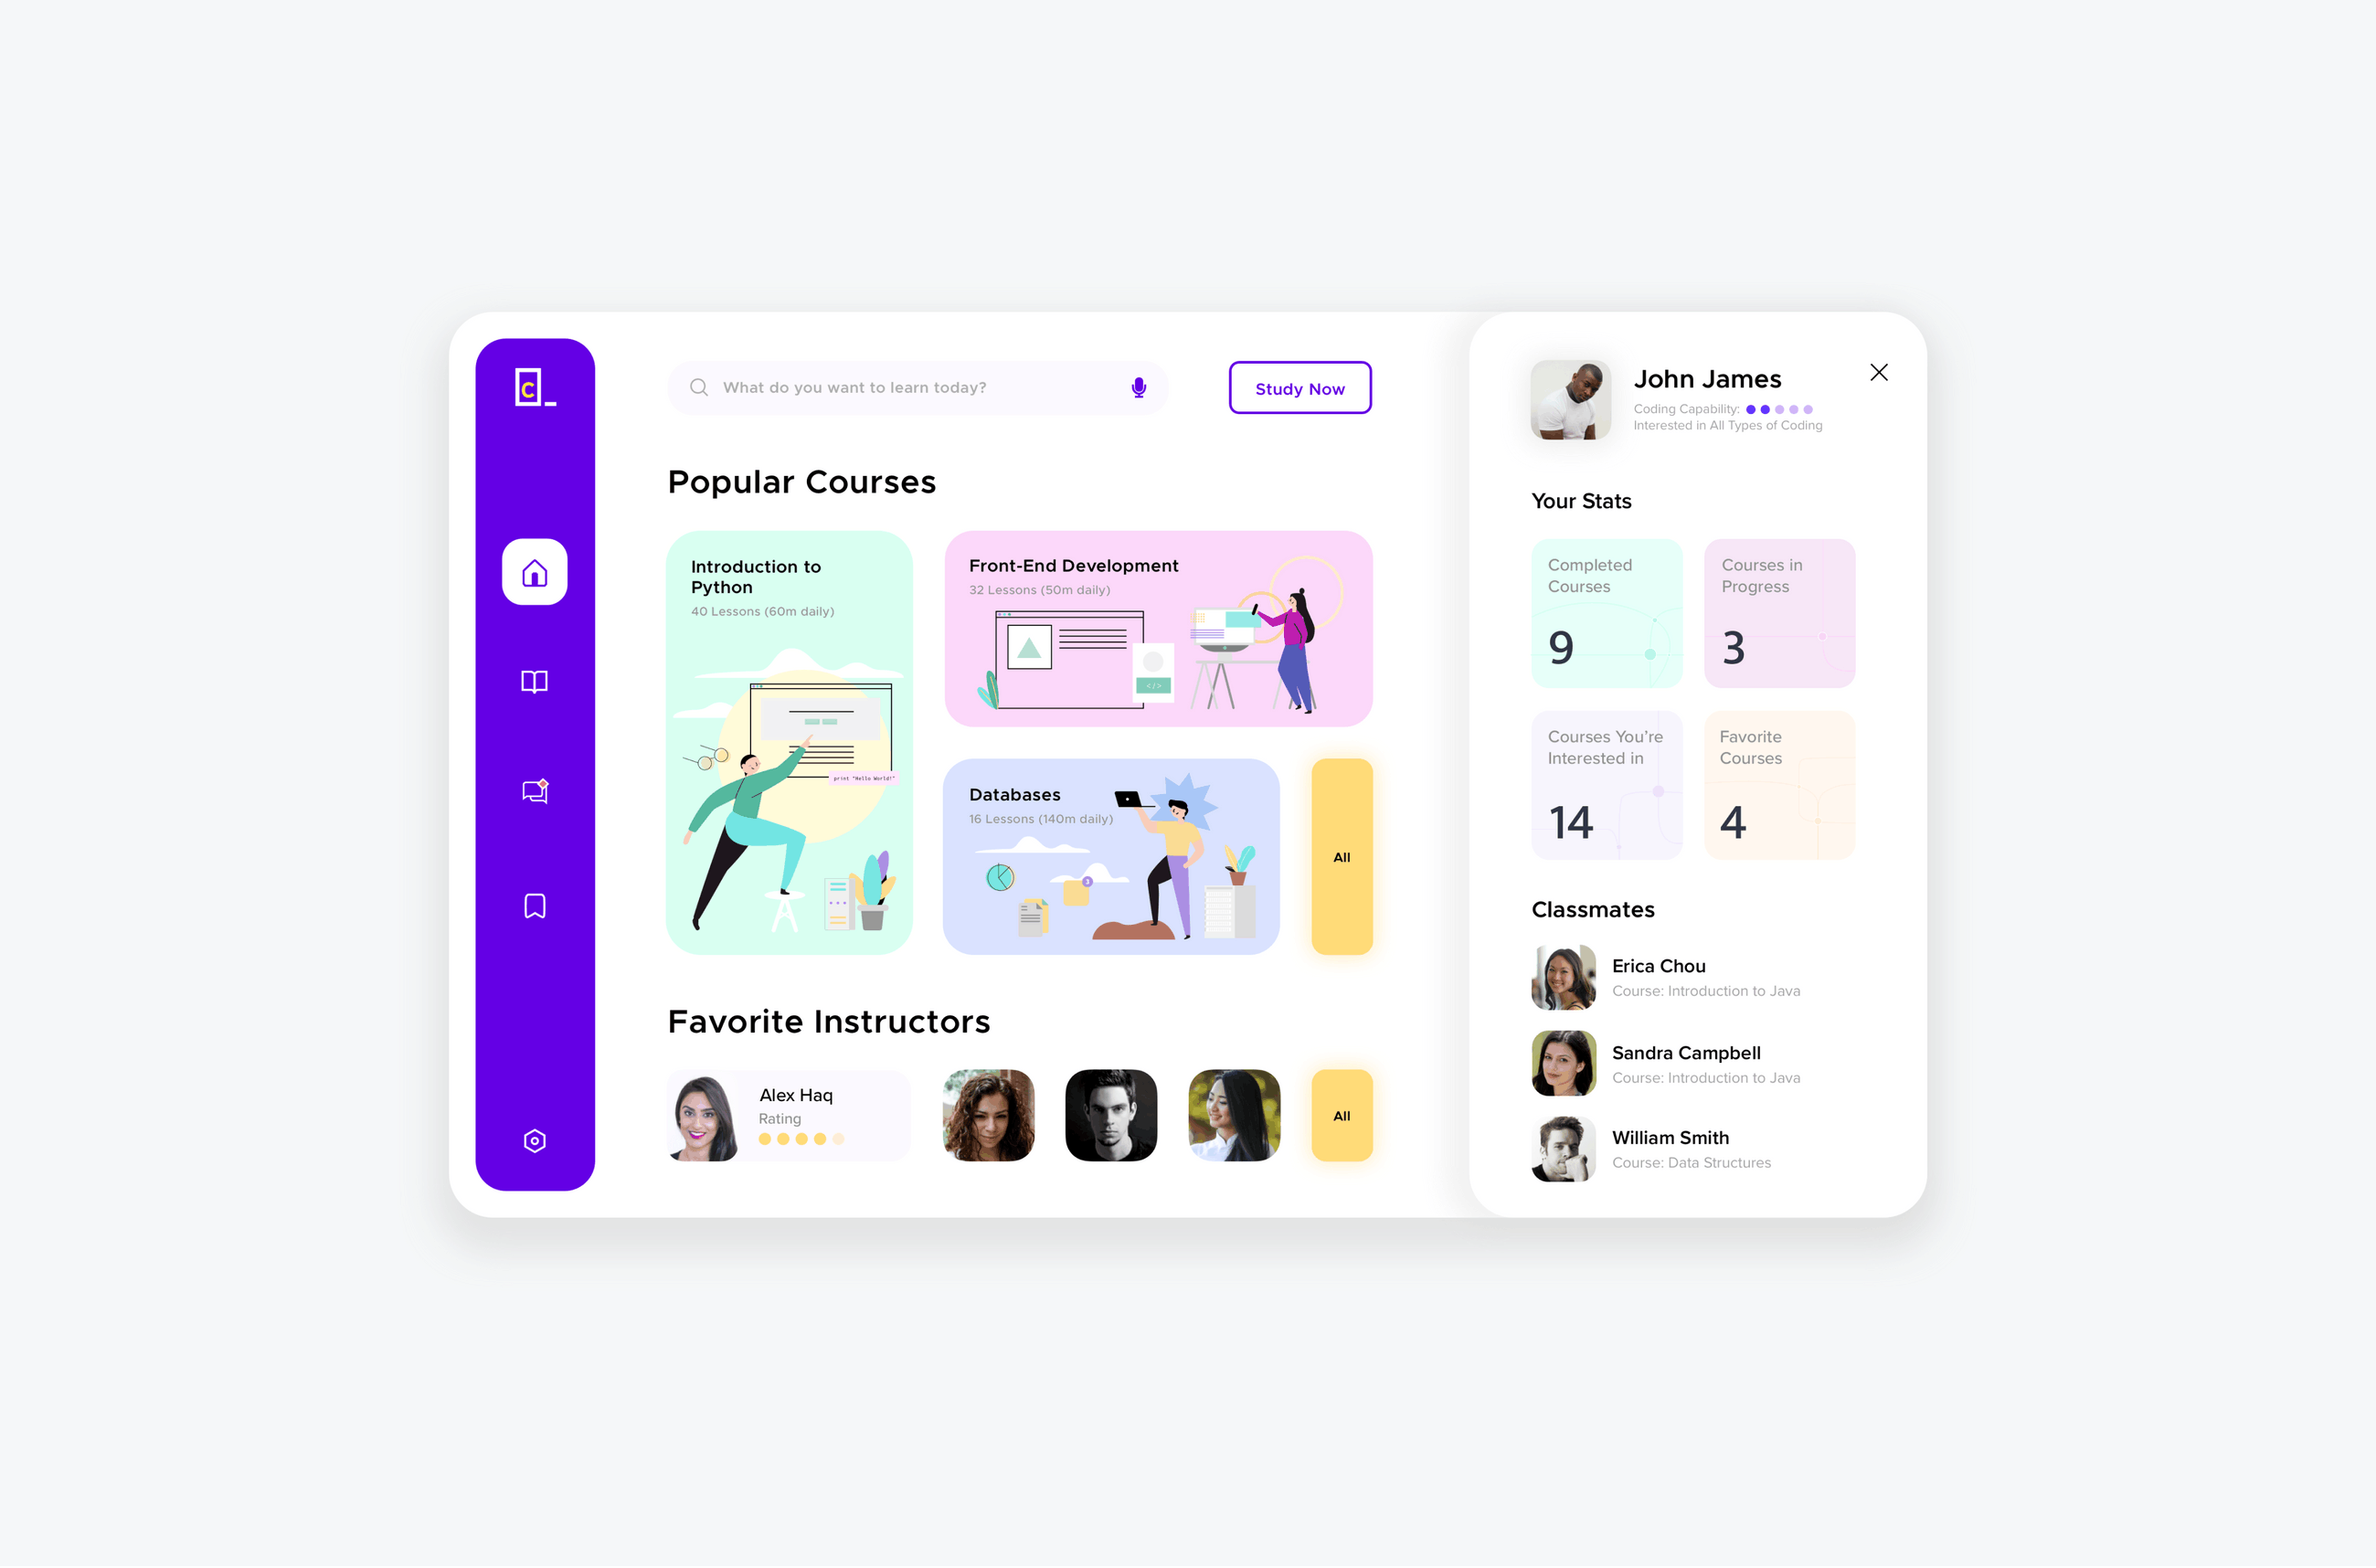 C_
What do you want to learn today?
Study Now
Popular Courses
Introduction to
Python
40 Lessons (60m daily)
print "Hello World!"
Front-End Development
32 Lessons (50m daily)
</>
Databases
16 Lessons (140m daily)
3
All
Favorite Instructors
Alex Haq
Rating
All
John James
Coding Capability:
Interested in All Types of Coding
Your Stats
Completed
Courses
9
Courses in
Progress
3
Courses You're
Interested in
14
Favorite
Courses
4
Classmates
Erica Chou
Course: Introduction to Java
Sandra Campbell
Course: Introduction to Java
William Smith
Course: Data Structures